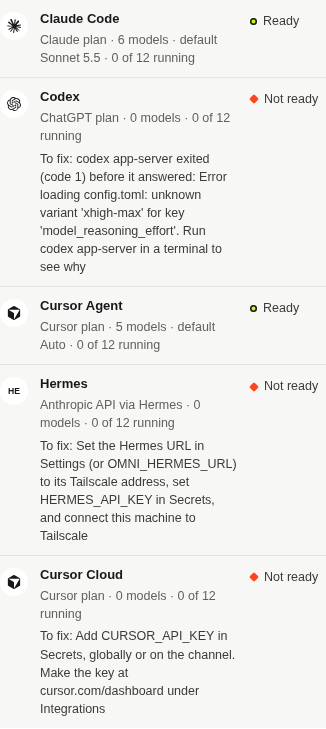 Claude Code
Ready
Claude plan · 6 models · default
Sonnet 5.5 · 0 of 12 running
Codex
Not ready
ChatGPT plan · 0 models · 0 of 12
running
To fix: codex app-server exited
(code 1) before it answered: Error
loading config.toml: unknown
variant 'xhigh-max' for key
'model_reasoning_effort'. Run
codex app-server in a terminal to
see why
Cursor Agent
Ready
Cursor plan · 5 models · default
Auto · 0 of 12 running
HE
Hermes
Not ready
Anthropic API via Hermes · 0
models · 0 of 12 running
To fix: Set the Hermes URL in
Settings (or OMNI_HERMES_URL)
to its Tailscale address, set
HERMES_API_KEY in Secrets,
and connect this machine to
Tailscale
Cursor Cloud
Not ready
Cursor plan · 0 models · 0 of 12
running
To fix: Add CURSOR_API_KEY in
Secrets, globally or on the channel.
Make the key at
cursor.com/dashboard under
Integrations